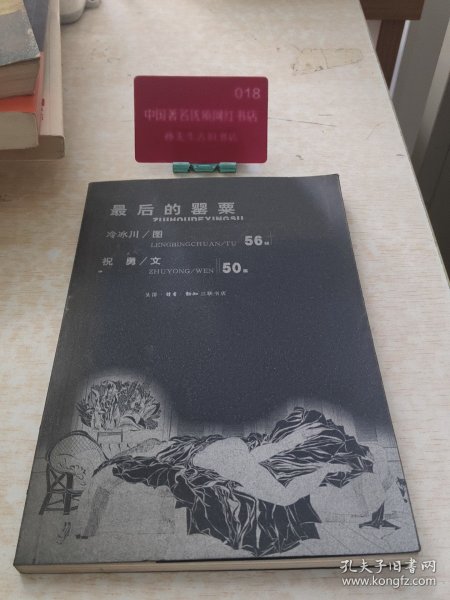 018
中国著名优质网红书店
最后的罂粟
ZUIHOUDEYINGSU
冷冰川/图
LENGBINGCHUAN/TU 56幅
祝 勇/文
ZHUYONG/WEN 50篇
生活·读书·新知三联书店
孔夫子旧书网
www.kongfz.com